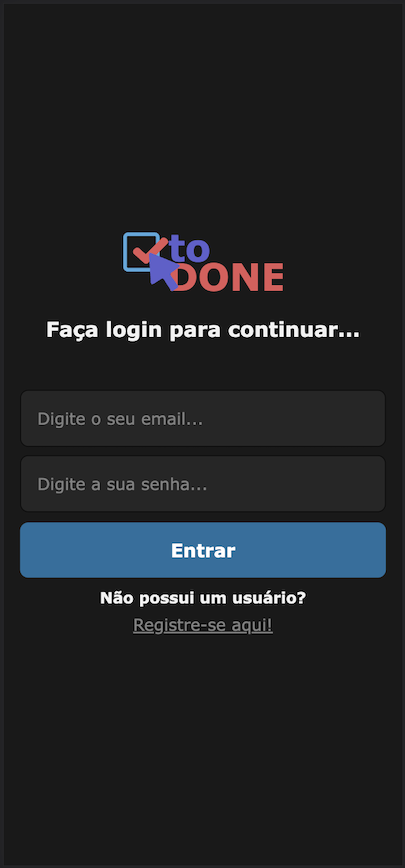 to
DONE
Faça login para continuar...
Digite o seu email...
Digite a sua senha...
Entrar
Não possui um usuário?
Registre-se aqui!